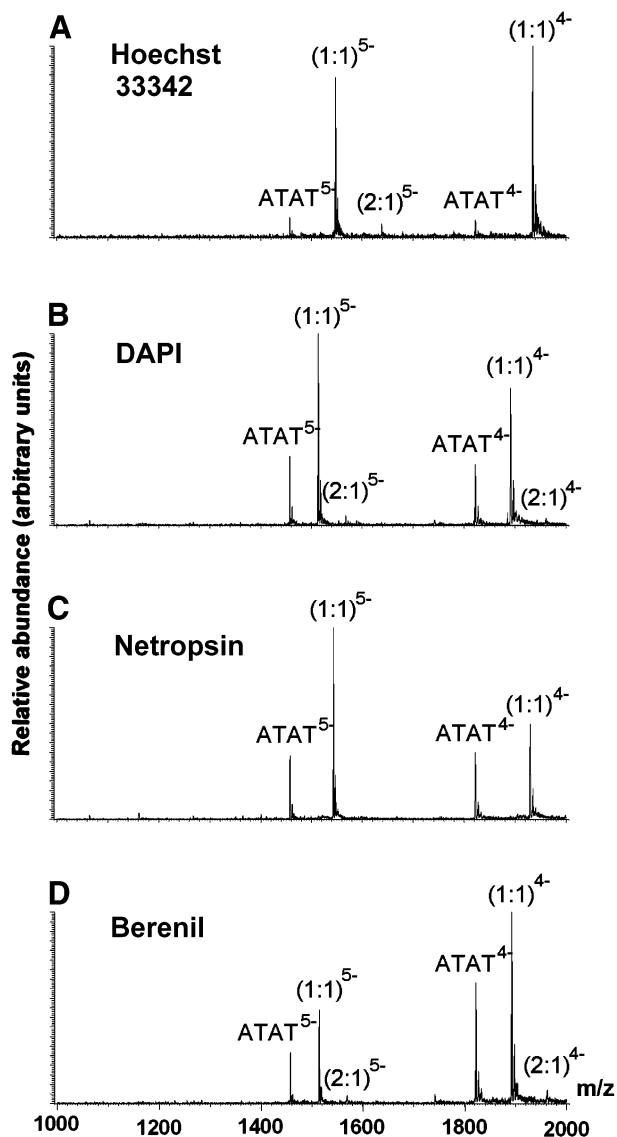 A
Hoechst
33342
(1:1)5-
(1:1)4-
ATAT5-
(2:1)5-
ATAT4-
B
DAPI
(1:1)5-
(1:1)4-
ATAT5-
ATAT4-
(2:1)5-
(2:1)4-
Relative abundance (arbitrary units)
C
Netropsin
(1:1)5-
(1:1)4-
ATAT5-
ATAT4-
D
Berenil
(1:1)4-
ATAT4-
(1:1)5-
ATAT5-
(2:1)5-
(2:1)4-
m/z
1000 1200 1400 1600 1800 2000